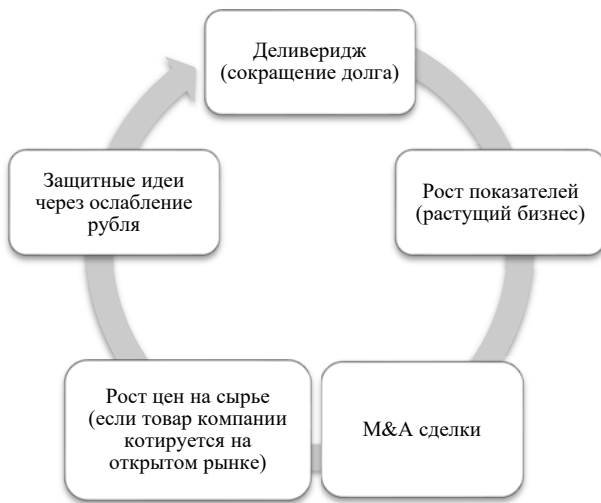 Деливеридж
(сокращение долга)
Рост показателей
(растущий бизнес)
M&A сделки
Рост цен на сырье
(если товар компании
котируется на
открытом рынке)
Защитные идеи
через ослабление
рубля